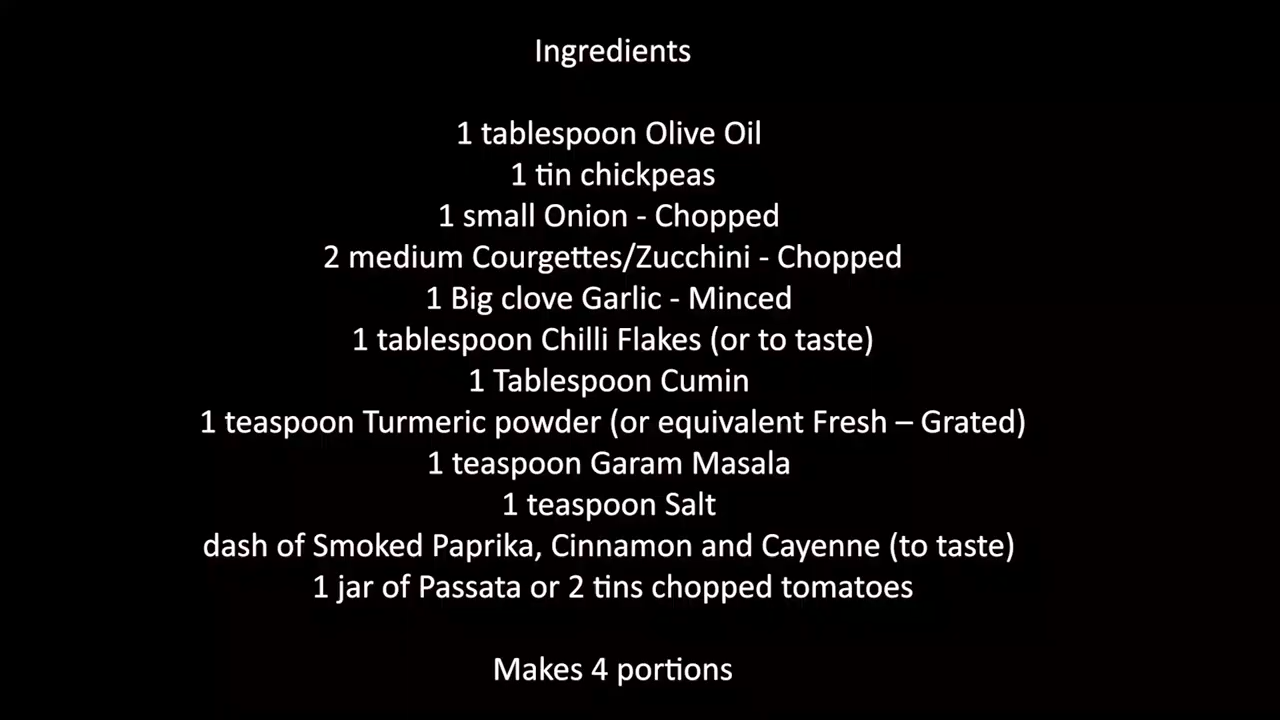 Ingredients
1 tablespoon Olive Oil
1 tin chickpeas
1 small Onion - Chopped
2 medium Courgettes/Zucchini - Chopped
1 Big clove Garlic - Minced
1 tablespoon Chilli Flakes (or to taste)
1 Tablespoon Cumin
1 teaspoon Turmeric powder (or equivalent Fresh – Grated)
1 teaspoon Garam Masala
1 teaspoon Salt
dash of Smoked Paprika, Cinnamon and Cayenne (to taste)
1 jar of Passata or 2 tins chopped tomatoes
Makes 4 portions